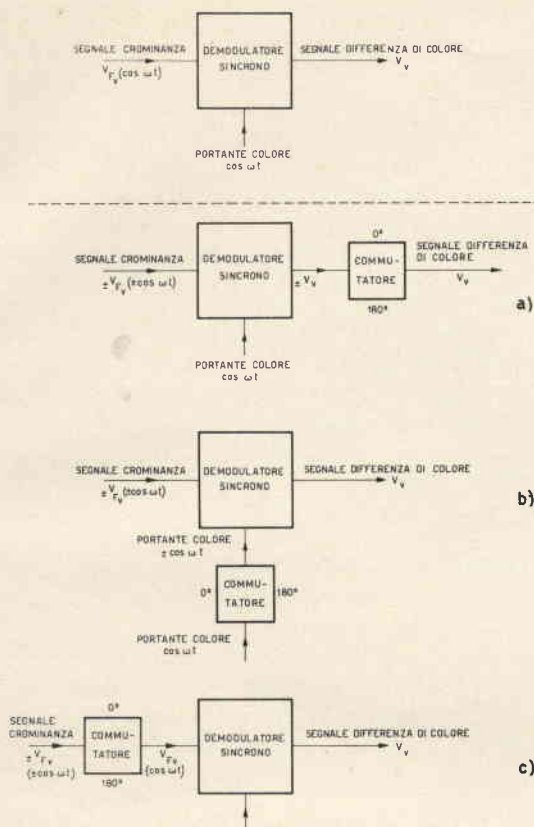 SEGNALE CROMINANZA
V_Fv (cos ωt)
DEMODULATORE
SINCRONO
SEGNALE DIFFERENZA DI COLORE
V_v
PORTANTE COLORE
cos ωt
SEGNALE CROMINANZA
± V_Fv (±cos ωt)
DEMODULATORE
SINCRONO
± V_v
0°
COMMU-
TATORE
180°
SEGNALE DIFFERENZA
DI COLORE
V_v
a)
PORTANTE COLORE
cos ωt
SEGNALE CROMINANZA
± V_Fv (±cos ωt)
DEMODULATORE
SINCRONO
SEGNALE DIFFERENZA DI COLORE
V_v
b)
PORTANTE COLORE
± cos ωt
0°
COMMU-
TATORE
180°
PORTANTE COLORE
cos ωt
SEGNALE
CROMINANZA
± V_Fv
(±cos ωt)
0°
COMMU-
TATORE
180°
V_Fv
(cos ωt)
DEMODULATORE
SINCRONO
SEGNALE DIFFERENZA DI COLORE
V_v
c)